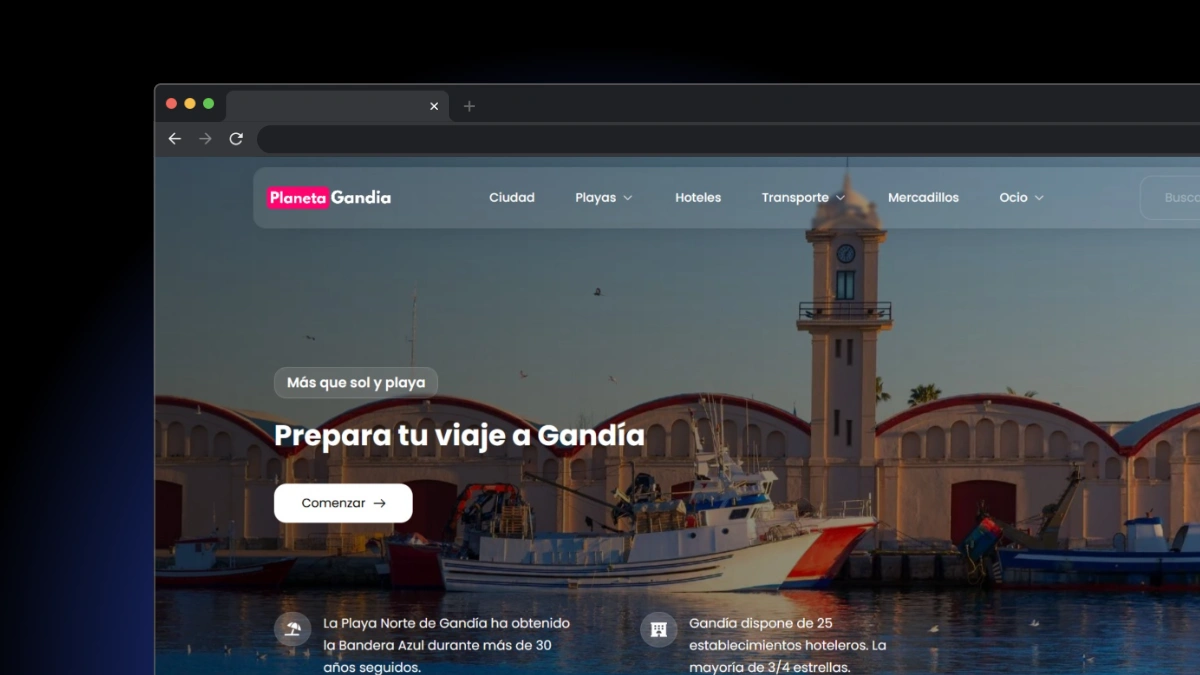 Planeta Gandia
Ciudad
Playas
Hoteles
Transporte
Mercadillos
Ocio
Más que sol y playa
Prepara tu viaje a Gandía
Comenzar
La Playa Norte de Gandía ha obtenido
la Bandera Azul durante más de 30
años seguidos.
Gandía dispone de 25
establecimientos hoteleros. La
mayoría de 3/4 estrellas.